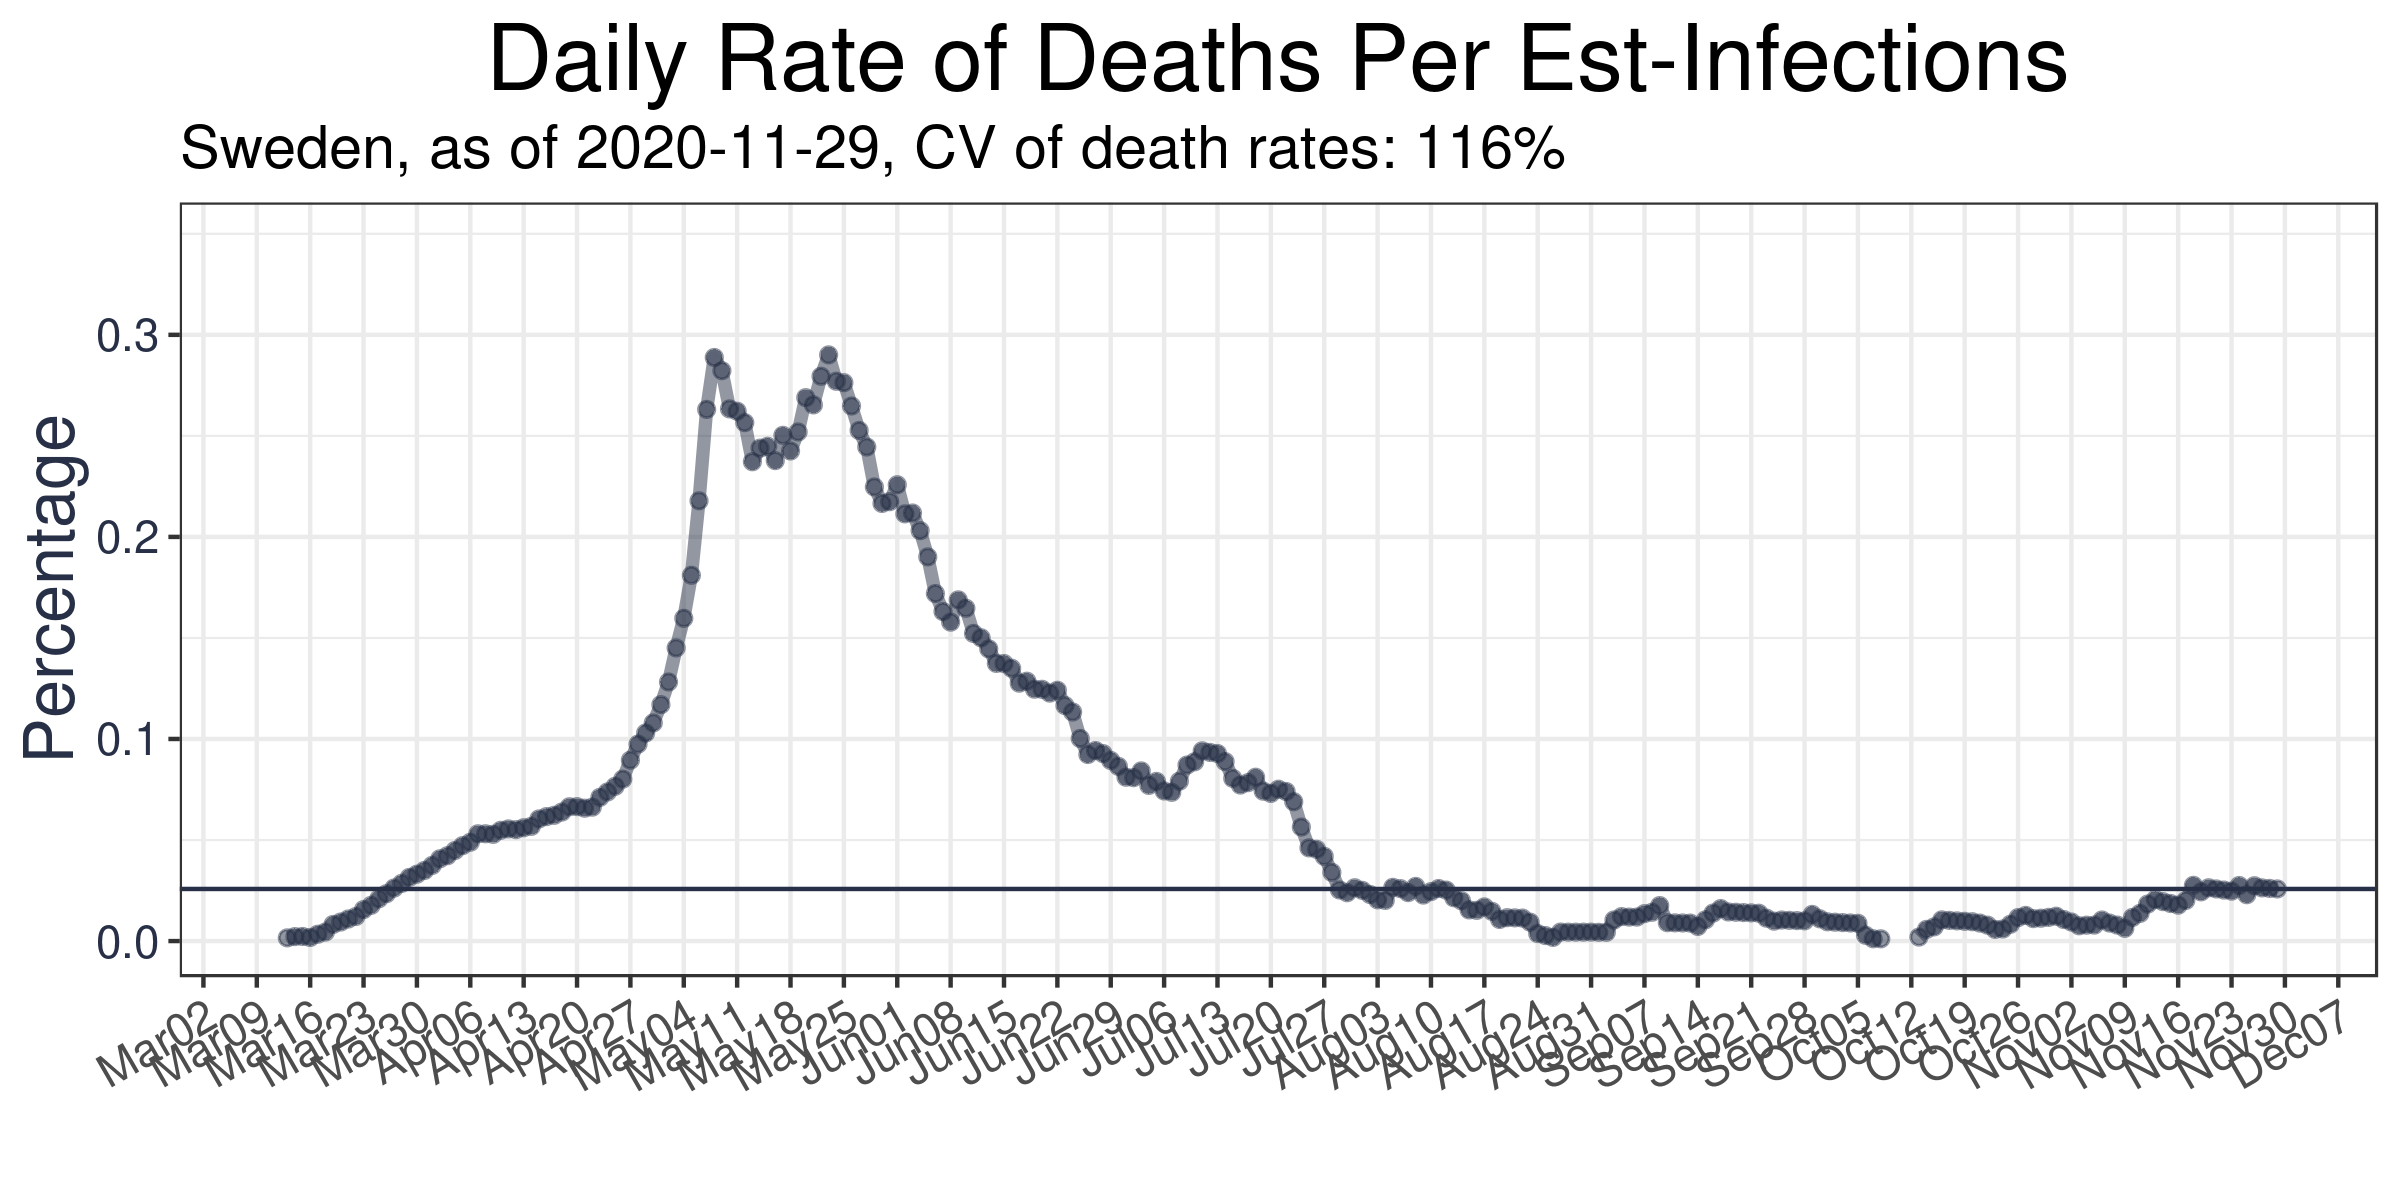 Daily Rate of Deaths Per Est-Infections
Sweden, as of 2020-11-29, CV of death rates: 116%
Percentage
0.3
0.2
0.1
0.0
Mar02
Mar09
Mar16
Mar23
Mar30
Apr06
Apr13
Apr20
Apr27
May04
May11
May18
May25
Jun01
Jun08
Jun15
Jun22
Jun29
Jul06
Jul13
Jul20
Jul27
Aug03
Aug10
Aug17
Aug24
Aug31
Sep07
Sep14
Sep21
Sep28
Oct05
Oct12
Oct19
Oct26
Nov02
Nov09
Nov16
Nov23
Nov30
Dec07